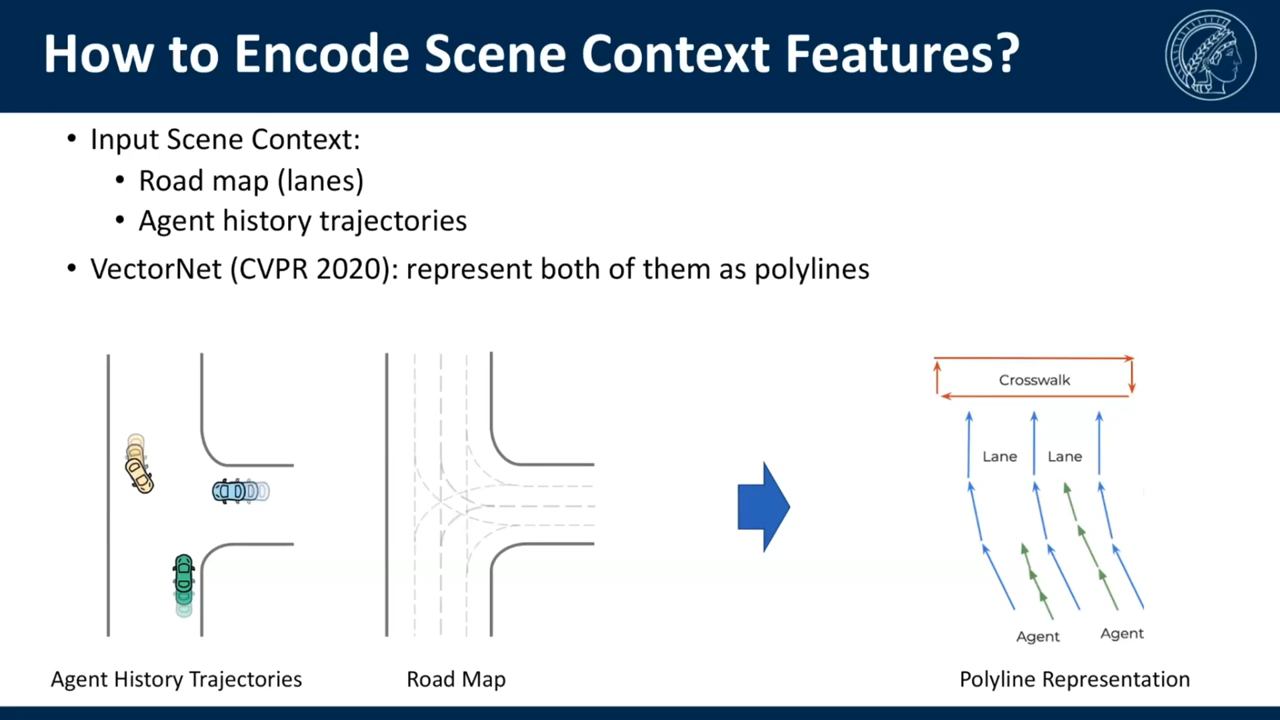 How to Encode Scene Context Features?
• Input Scene Context:
• Road map (lanes)
• Agent history trajectories
• VectorNet (CVPR 2020): represent both of them as polylines
Crosswalk
Lane
Lane
Agent
Agent
Agent History Trajectories
Road Map
Polyline Representation